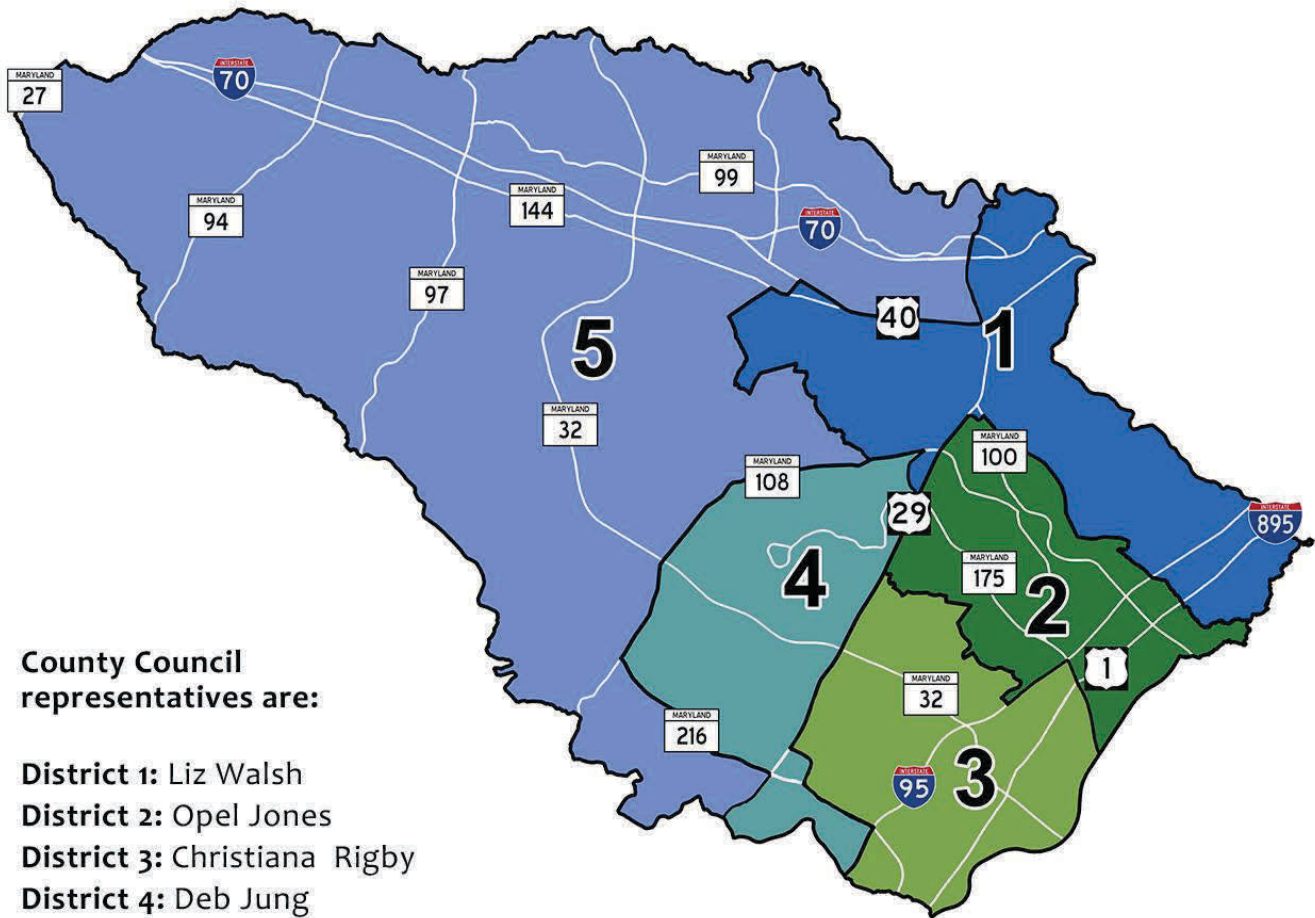 MARYLAND
27
INTERSTATE
70
MARYLAND
94
MARYLAND
97
MARYLAND
144
MARYLAND
99
INTERSTATE
70
40
1
5
MARYLAND
32
MARYLAND
108
MARYLAND
100
29
INTERSTATE
895
4
MARYLAND
175
2
1
MARYLAND
32
MARYLAND
216
3
INTERSTATE
95
County Council
representatives are:
District 1: Liz Walsh
District 2: Opel Jones
District 3: Christiana Rigby
District 4: Deb Jung